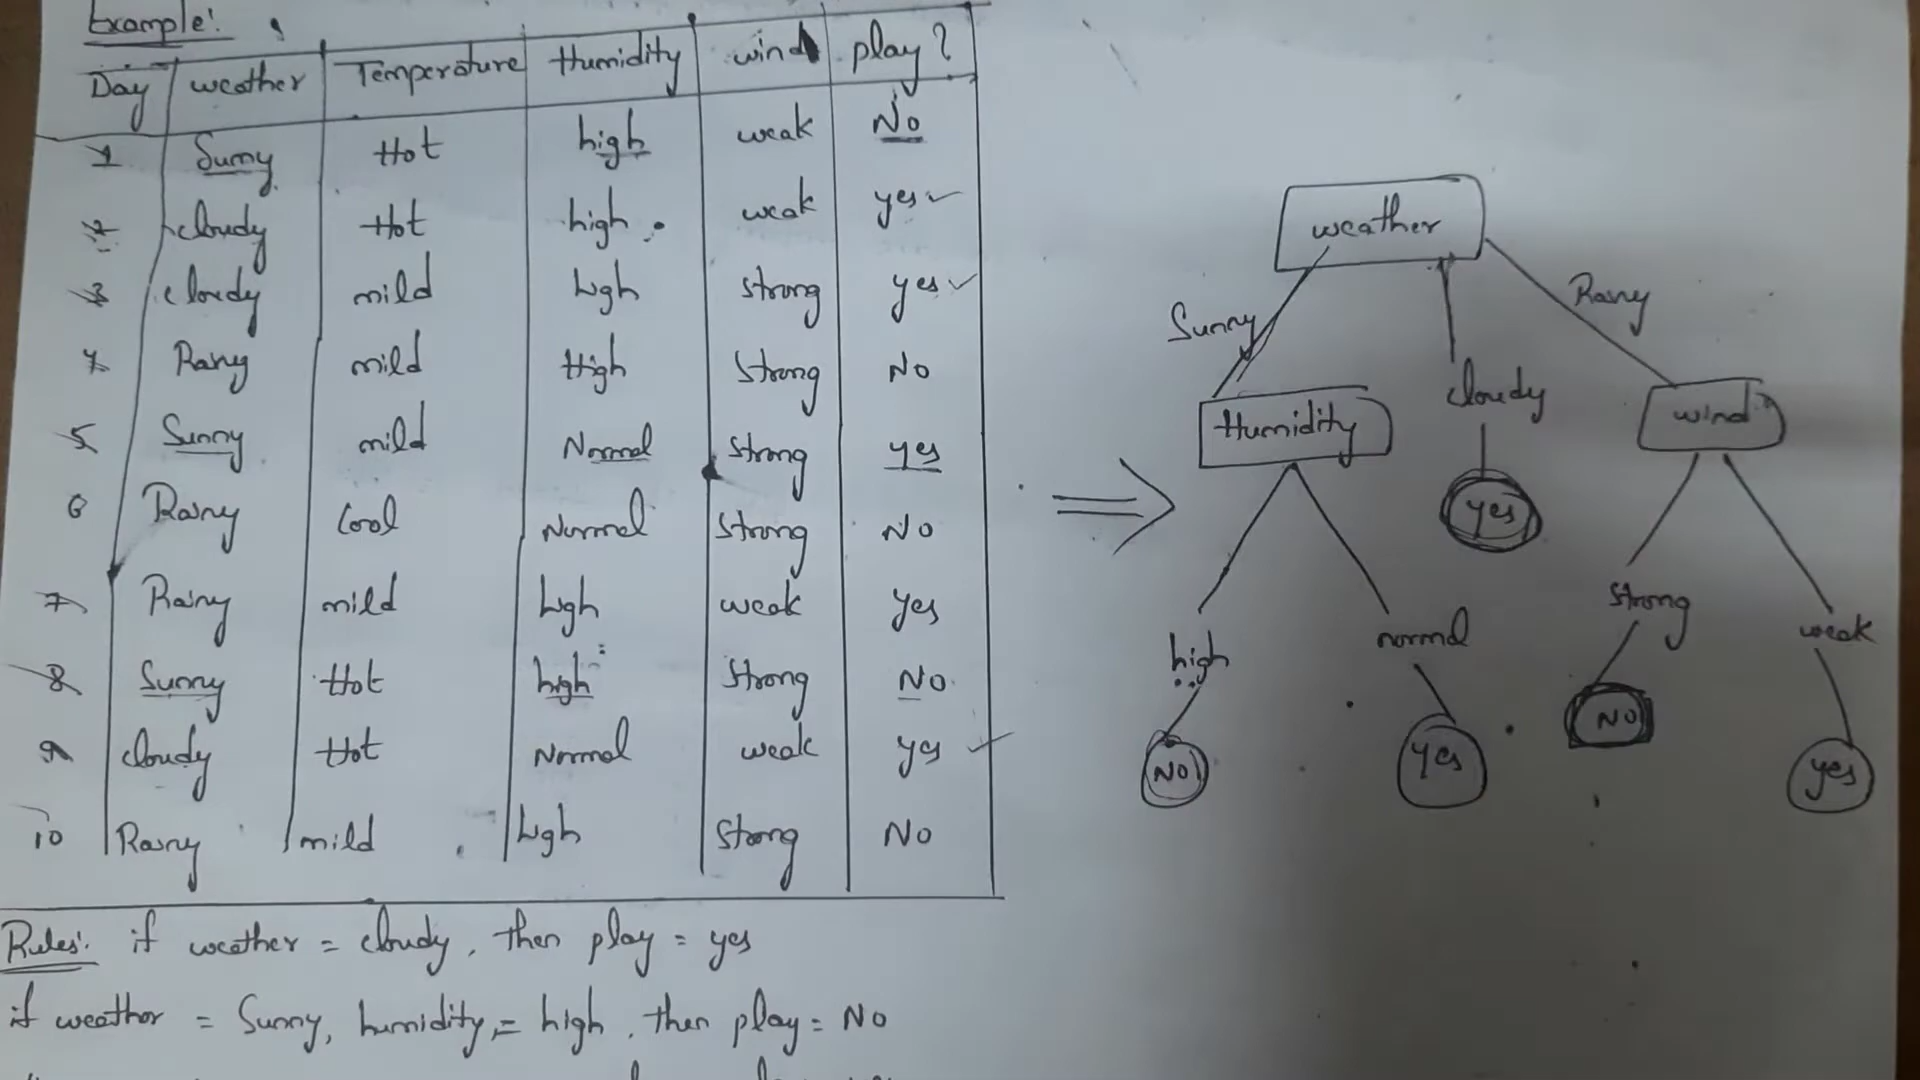 Example:
Day weather Temperature Humidity wind play?
1 Sunny Hot high weak No
2 cloudy Hot high weak yes
3 cloudy mild high strong yes
4 Rainy mild High Strong No
5 Sunny mild Normal Strong yes
6 Rainy Cool Normal Strong No
7 Rainy mild high weak yes
8 Sunny Hot high Strong No
9 cloudy Hot Normal weak yes
10 Rainy mild high Strong No
Rules: if weather = cloudy, then play = yes
if weather = Sunny, humidity = high, then play = No
weather
Sunny
cloudy
Rainy
Humidity
yes
wind
high
normal
strong
weak
No
yes
No
yes